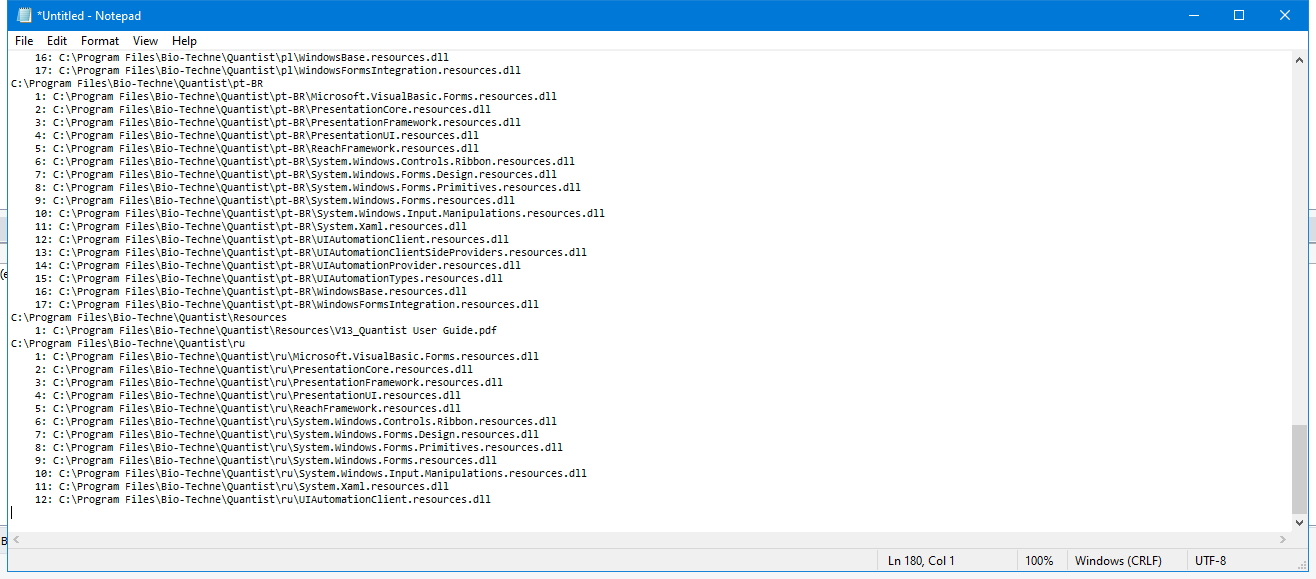 *Untitled - Notepad
File Edit Format View Help
16: C:\Program Files\Bio-Techne\Quantist\pl\WindowsBase.resources.dll
17: C:\Program Files\Bio-Techne\Quantist\pl\WindowsFormsIntegration.resources.dll
C:\Program Files\Bio-Techne\Quantist\pt-BR
1: C:\Program Files\Bio-Techne\Quantist\pt-BR\Microsoft.VisualBasic.Forms.resources.dll
2: C:\Program Files\Bio-Techne\Quantist\pt-BR\PresentationCore.resources.dll
3: C:\Program Files\Bio-Techne\Quantist\pt-BR\PresentationFramework.resources.dll
4: C:\Program Files\Bio-Techne\Quantist\pt-BR\PresentationUI.resources.dll
5: C:\Program Files\Bio-Techne\Quantist\pt-BR\ReachFramework.resources.dll
6: C:\Program Files\Bio-Techne\Quantist\pt-BR\System.Windows.Controls.Ribbon.resources.dll
7: C:\Program Files\Bio-Techne\Quantist\pt-BR\System.Windows.Forms.Design.resources.dll
8: C:\Program Files\Bio-Techne\Quantist\pt-BR\System.Windows.Forms.Primitives.resources.dll
9: C:\Program Files\Bio-Techne\Quantist\pt-BR\System.Windows.Forms.resources.dll
10: C:\Program Files\Bio-Techne\Quantist\pt-BR\System.Windows.Input.Manipulations.resources.dll
11: C:\Program Files\Bio-Techne\Quantist\pt-BR\System.Xaml.resources.dll
12: C:\Program Files\Bio-Techne\Quantist\pt-BR\UIAutomationClient.resources.dll
13: C:\Program Files\Bio-Techne\Quantist\pt-BR\UIAutomationClientSideProviders.resources.dll
14: C:\Program Files\Bio-Techne\Quantist\pt-BR\UIAutomationProvider.resources.dll
15: C:\Program Files\Bio-Techne\Quantist\pt-BR\UIAutomationTypes.resources.dll
16: C:\Program Files\Bio-Techne\Quantist\pt-BR\WindowsBase.resources.dll
17: C:\Program Files\Bio-Techne\Quantist\pt-BR\WindowsFormsIntegration.resources.dll
C:\Program Files\Bio-Techne\Quantist\Resources
1: C:\Program Files\Bio-Techne\Quantist\Resources\V13_Quantist User Guide.pdf
C:\Program Files\Bio-Techne\Quantist\ru
1: C:\Program Files\Bio-Techne\Quantist\ru\Microsoft.VisualBasic.Forms.resources.dll
2: C:\Program Files\Bio-Techne\Quantist\ru\PresentationCore.resources.dll
3: C:\Program Files\Bio-Techne\Quantist\ru\PresentationFramework.resources.dll
4: C:\Program Files\Bio-Techne\Quantist\ru\PresentationUI.resources.dll
5: C:\Program Files\Bio-Techne\Quantist\ru\ReachFramework.resources.dll
6: C:\Program Files\Bio-Techne\Quantist\ru\System.Windows.Controls.Ribbon.resources.dll
7: C:\Program Files\Bio-Techne\Quantist\ru\System.Windows.Forms.Design.resources.dll
8: C:\Program Files\Bio-Techne\Quantist\ru\System.Windows.Forms.Primitives.resources.dll
9: C:\Program Files\Bio-Techne\Quantist\ru\System.Windows.Forms.resources.dll
10: C:\Program Files\Bio-Techne\Quantist\ru\System.Windows.Input.Manipulations.resources.dll
11: C:\Program Files\Bio-Techne\Quantist\ru\System.Xaml.resources.dll
12: C:\Program Files\Bio-Techne\Quantist\ru\UIAutomationClient.resources.dll
Ln 180, Col 1 100% Windows (CRLF) UTF-8